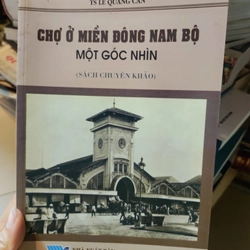 TS LÊ QUANG CẦN
CHỢ Ở MIỀN ĐÔNG NAM BỘ
MỘT GÓC NHÌN
(SÁCH CHUYÊN KHẢO)